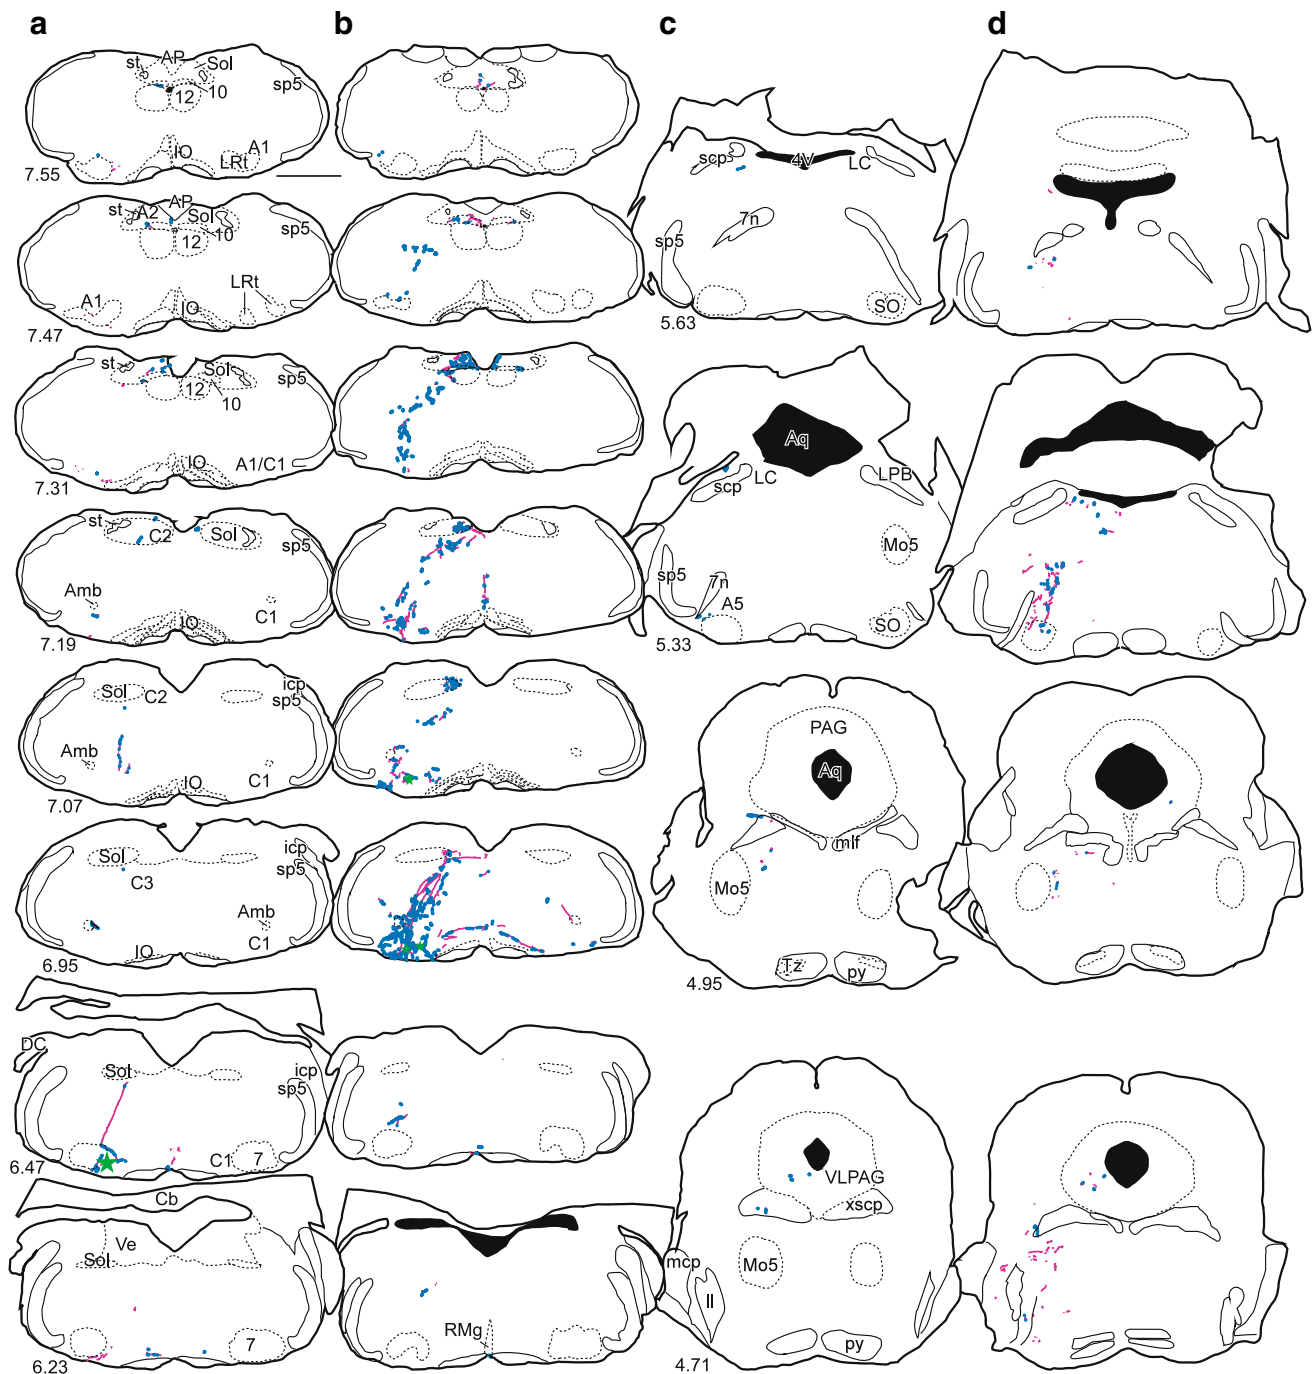 a
b
c
d
AP
st
Sol
10
12
sp5
IO
A1
LRt
7.55
st
A2
AP
Sol
10
12
sp5
A1
LRt
IO
7.47
st
Sol
12
10
sp5
IO
A1/C1
7.31
st
C2
Sol
sp5
Amb
C1
IO
7.19
Sol
C2
icp
sp5
Amb
IO
C1
7.07
Sol
C3
icp
sp5
Amb
C1
IO
6.95
DC
Sol
icp
sp5
C1
7
6.47
Cb
Ve
Sol
7
6.23
RMg
scp
4V
LC
7n
sp5
SO
5.63
Aq
scp
LC
LPB
Mo5
sp5
7n
A5
SO
5.33
PAG
Aq
mlf
Mo5
Tz
py
4.95
VLPAG
xscp
mcp
Mo5
ll
py
4.71